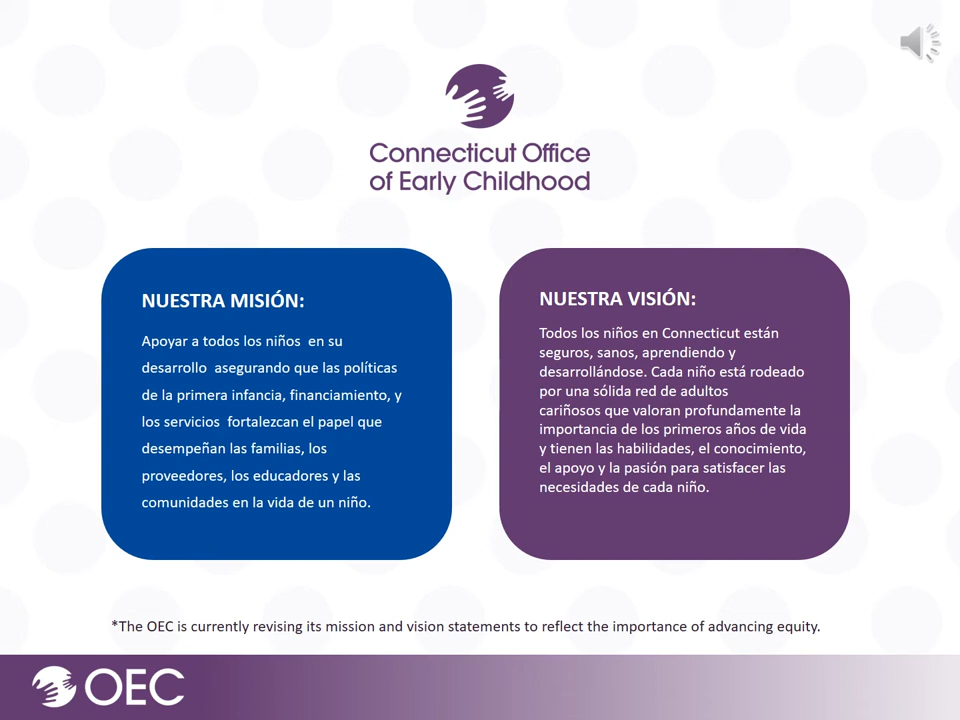 Connecticut Office
of Early Childhood
NUESTRA MISIÓN:
Apoyar a todos los niños  en su
desarrollo  asegurando que las políticas
de la primera infancia, financiamiento, y
los servicios  fortalezcan el papel que
desempeñan las familias, los
proveedores, los educadores y las
comunidades en la vida de un niño.
NUESTRA VISIÓN:
Todos los niños en Connecticut están
seguros, sanos, aprendiendo y
desarrollándose. Cada niño está rodeado
por una sólida red de adultos
cariñosos que valoran profundamente la
importancia de los primeros años de vida
y tienen las habilidades, el conocimiento,
el apoyo y la pasión para satisfacer las
necesidades de cada niño.
*The OEC is currently revising its mission and vision statements to reflect the importance of advancing equity.
OEC